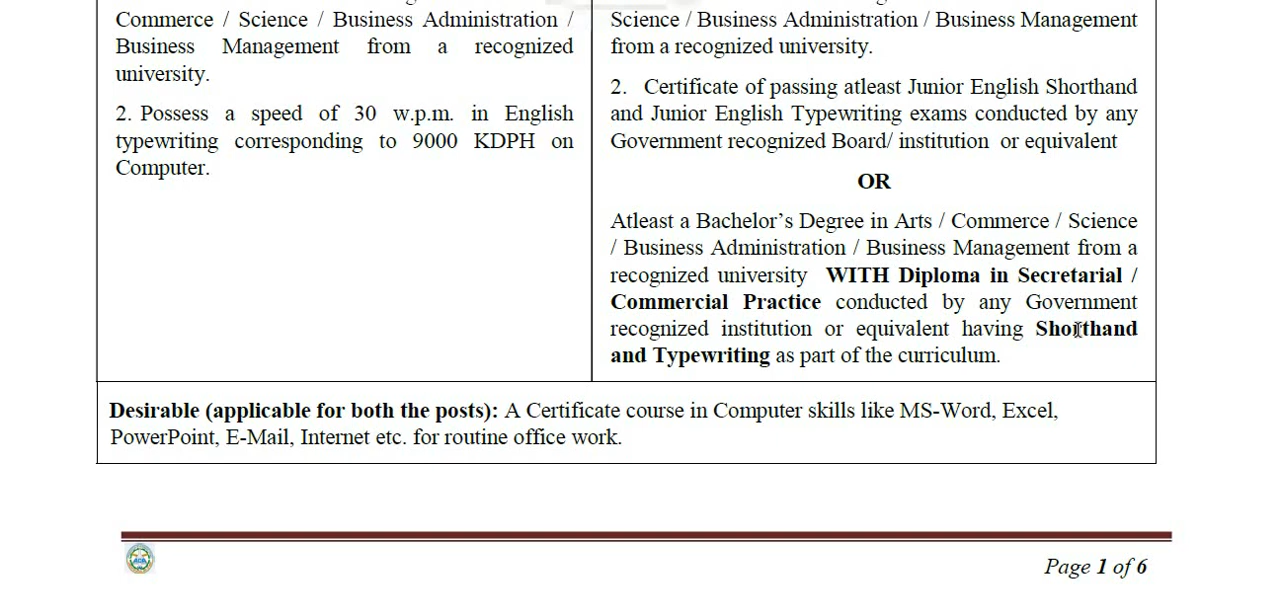 Commerce / Science / Business Administration /
Business Management from a recognized
university.
2. Possess a speed of 30 w.p.m. in English
typewriting corresponding to 9000 KDPH on
Computer.
Science / Business Administration / Business Management
from a recognized university.
2. Certificate of passing atleast Junior English Shorthand
and Junior English Typewriting exams conducted by any
Government recognized Board/ institution or equivalent
OR
Atleast a Bachelor’s Degree in Arts / Commerce / Science
/ Business Administration / Business Management from a
recognized university WITH Diploma in Secretarial /
Commercial Practice conducted by any Government
recognized institution or equivalent having Shorthand
and Typewriting as part of the curriculum.
Desirable (applicable for both the posts): A Certificate course in Computer skills like MS-Word, Excel,
PowerPoint, E-Mail, Internet etc. for routine office work.
Page 1 of 6